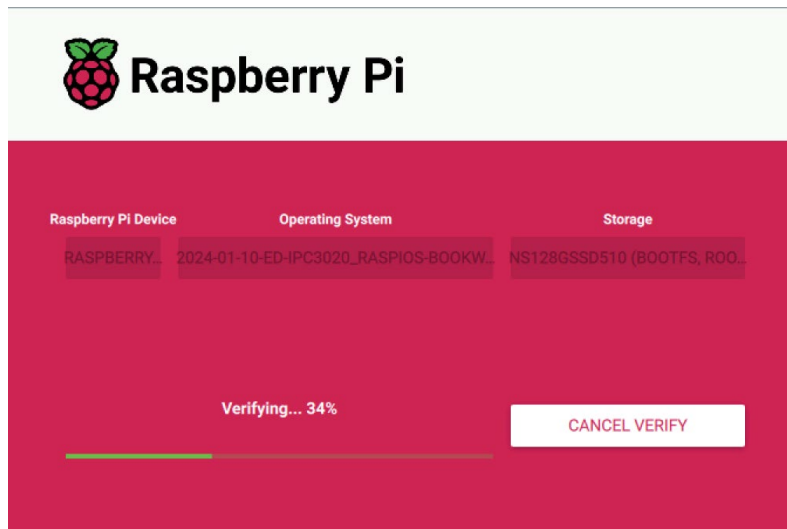 Raspberry Pi
Raspberry Pi Device
Operating System
Storage
RASPBERRY...
2024-01-10-ED-IPC3020_RASPIOS-BOOKW...
NS128GSSD510 (BOOTFS, ROO...
Verifying... 34%
CANCEL VERIFY